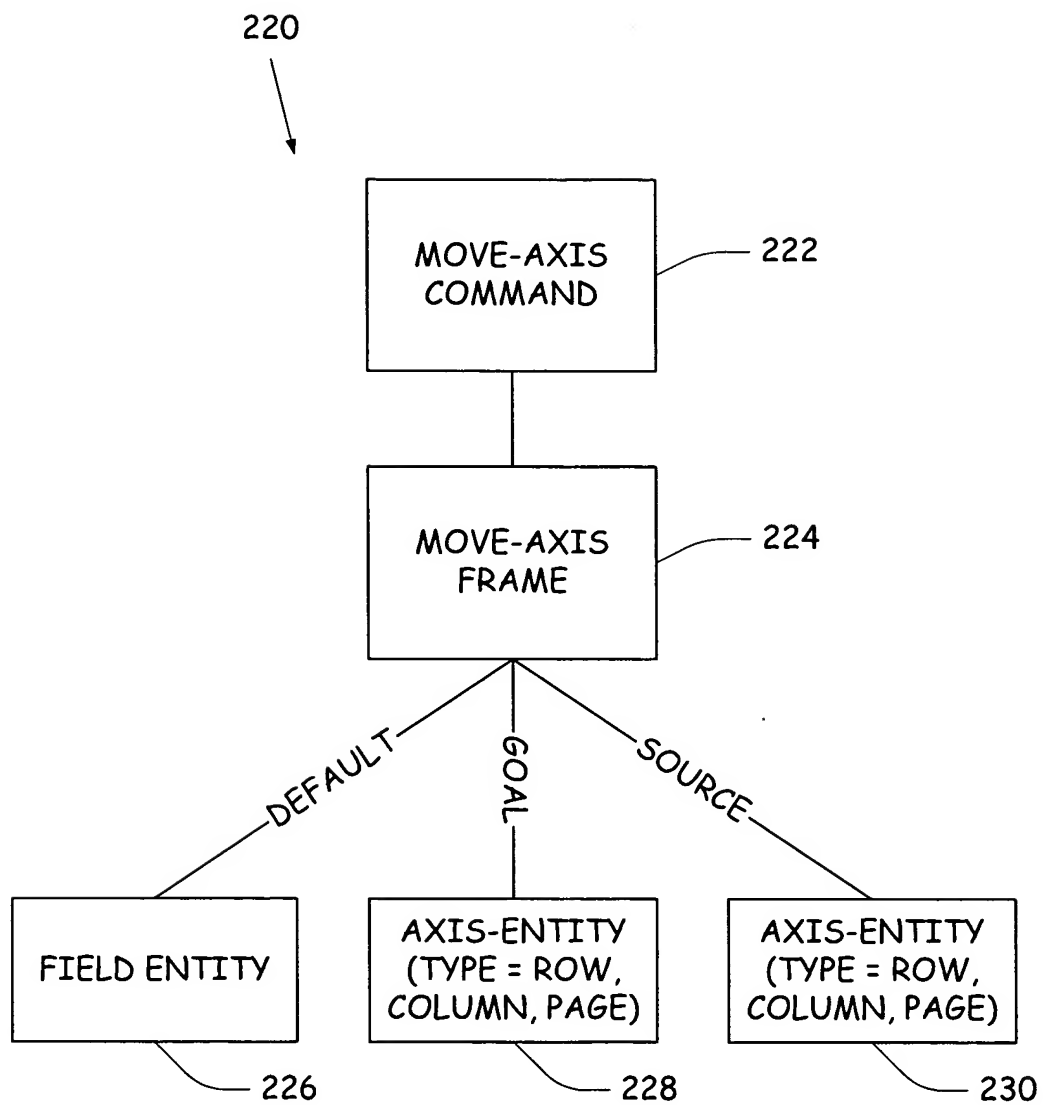 220
MOVE-AXIS
COMMAND
222
MOVE-AXIS
FRAME
224
DEFAULT
GOAL
SOURCE
FIELD ENTITY
AXIS-ENTITY
(TYPE = ROW,
COLUMN, PAGE)
AXIS-ENTITY
(TYPE = ROW,
COLUMN, PAGE)
226
228
230